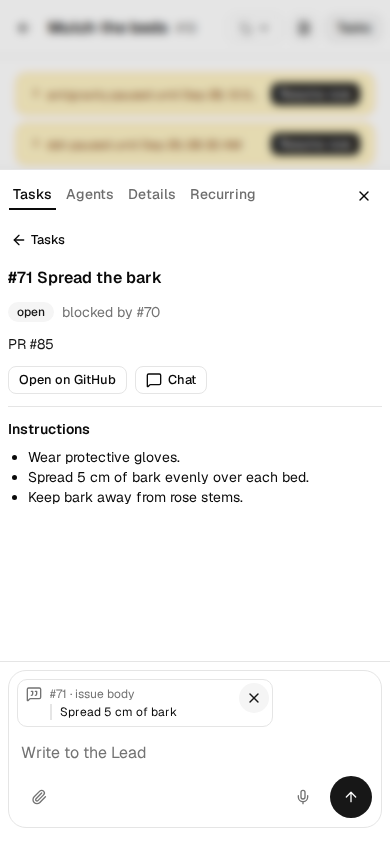 Tasks Agents Details Recurring
Tasks
#71 Spread the bark
open blocked by #70
PR #85
Open on GitHub Chat
Instructions
Wear protective gloves.
Spread 5 cm of bark evenly over each bed.
Keep bark away from rose stems.
#71 · issue body
Spread 5 cm of bark
Write to the Lead